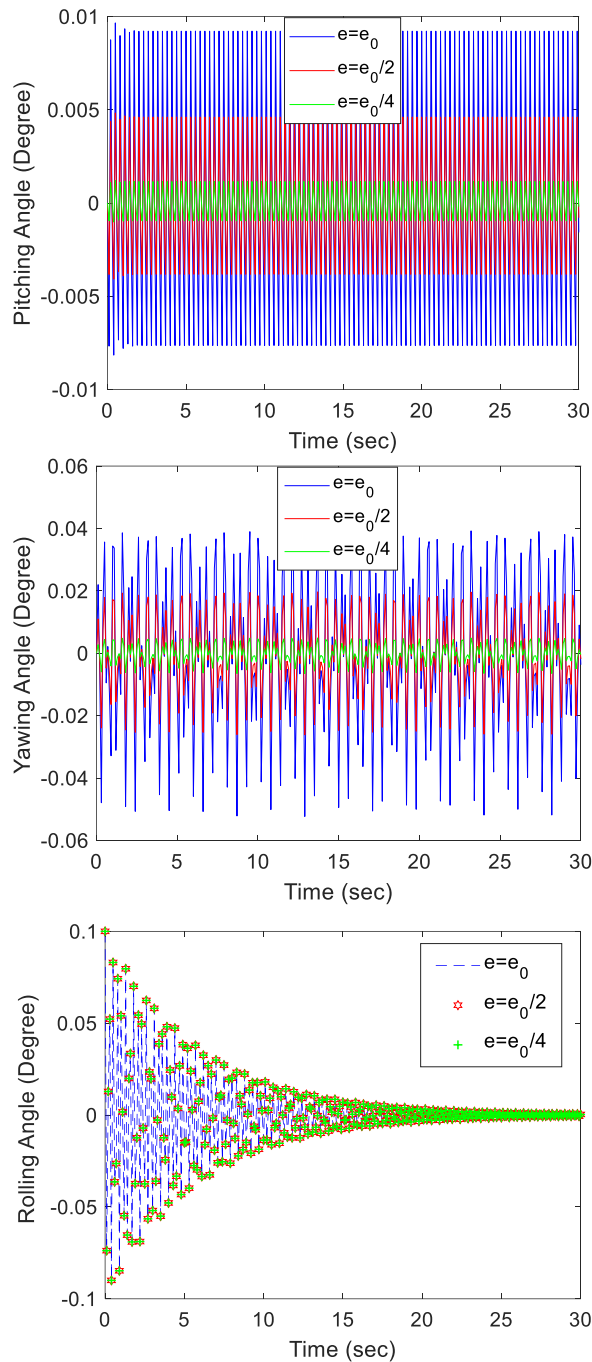 0.01
0.005
0
-0.005
-0.01
Pitching Angle (Degree)
e=e0
e=e0/2
e=e0/4
0 5 10 15 20 25 30
Time (sec)
0.06
0.04
0.02
0
-0.02
-0.04
-0.06
Yawing Angle (Degree)
e=e0
e=e0/2
e=e0/4
0 5 10 15 20 25 30
Time (sec)
0.1
0.05
0
-0.05
-0.1
Rolling Angle (Degree)
e=e0
e=e0/2
e=e0/4
0 5 10 15 20 25 30
Time (sec)